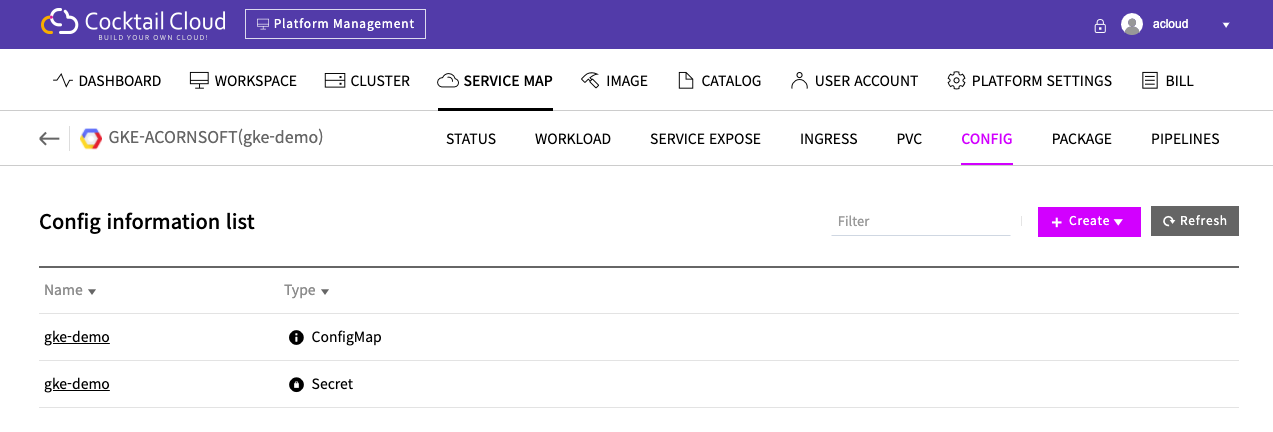 Cocktail Cloud
BUILD YOUR OWN CLOUD!
Platform Management
acloud
DASHBOARD WORKSPACE CLUSTER SERVICE MAP IMAGE CATALOG USER ACCOUNT PLATFORM SETTINGS BILL
GKE-ACORNSOFT(gke-demo) STATUS WORKLOAD SERVICE EXPOSE INGRESS PVC CONFIG PACKAGE PIPELINES
Config information list Filter + Create Refresh
Name Type
gke-demo ConfigMap
gke-demo Secret